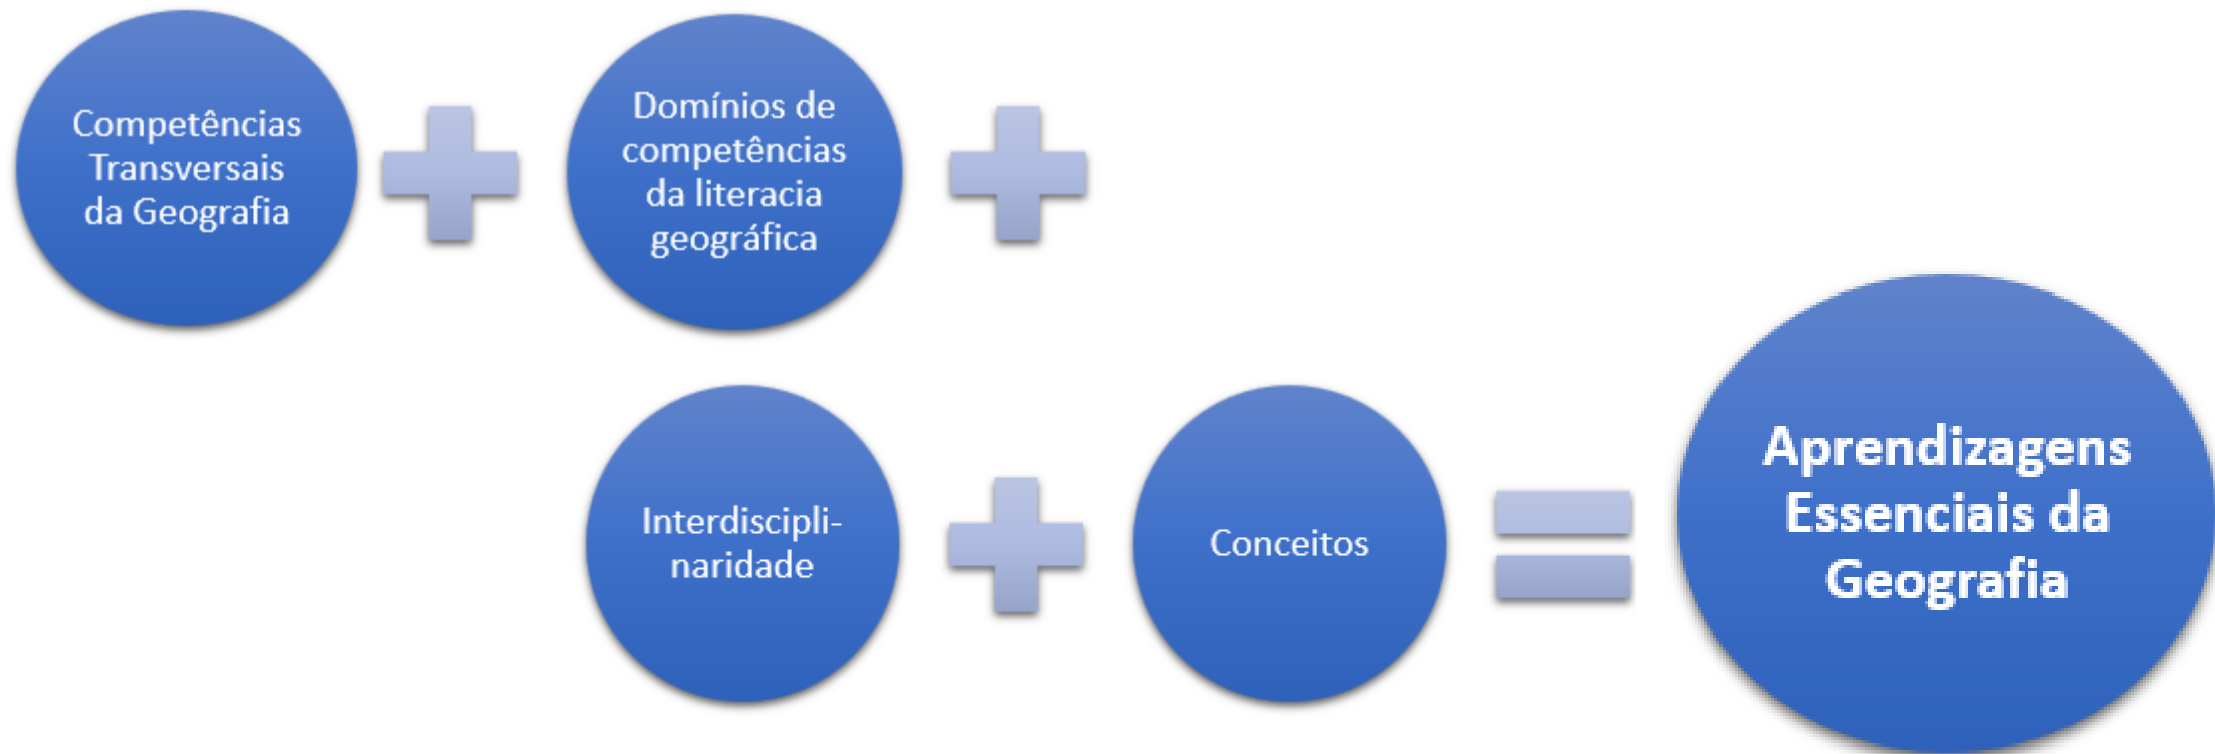 Competências
Transversais
da Geografia
Domínios de
competências
da literacia
geográfica
Interdiscipli-
naridade
Conceitos
Aprendizagens
Essenciais da
Geografia